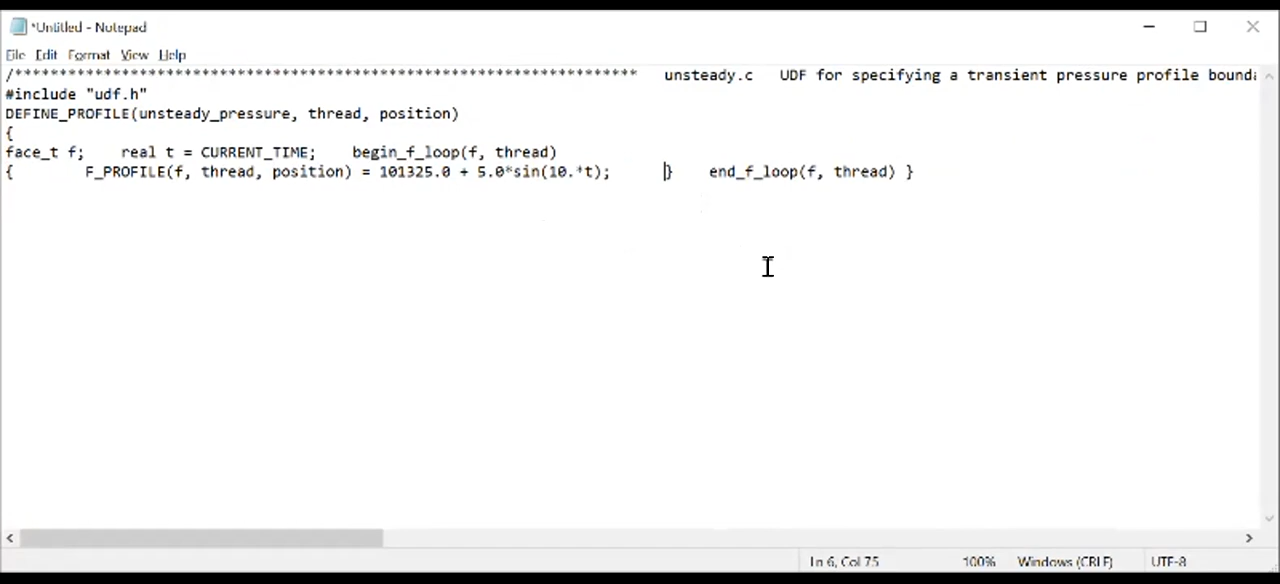 *Untitled - Notepad
File Edit Format View Help
/********************************************************************** unsteady.c UDF for specifying a transient pressure profile bounda
#include "udf.h"
DEFINE_PROFILE(unsteady_pressure, thread, position)
{
face_t f; real t = CURRENT_TIME; begin_f_loop(f, thread)
{ F_PROFILE(f, thread, position) = 101325.0 + 5.0*sin(10.*t); } end_f_loop(f, thread) }
Ln 6, Col 75 100% Windows (CRLF) UTF-8